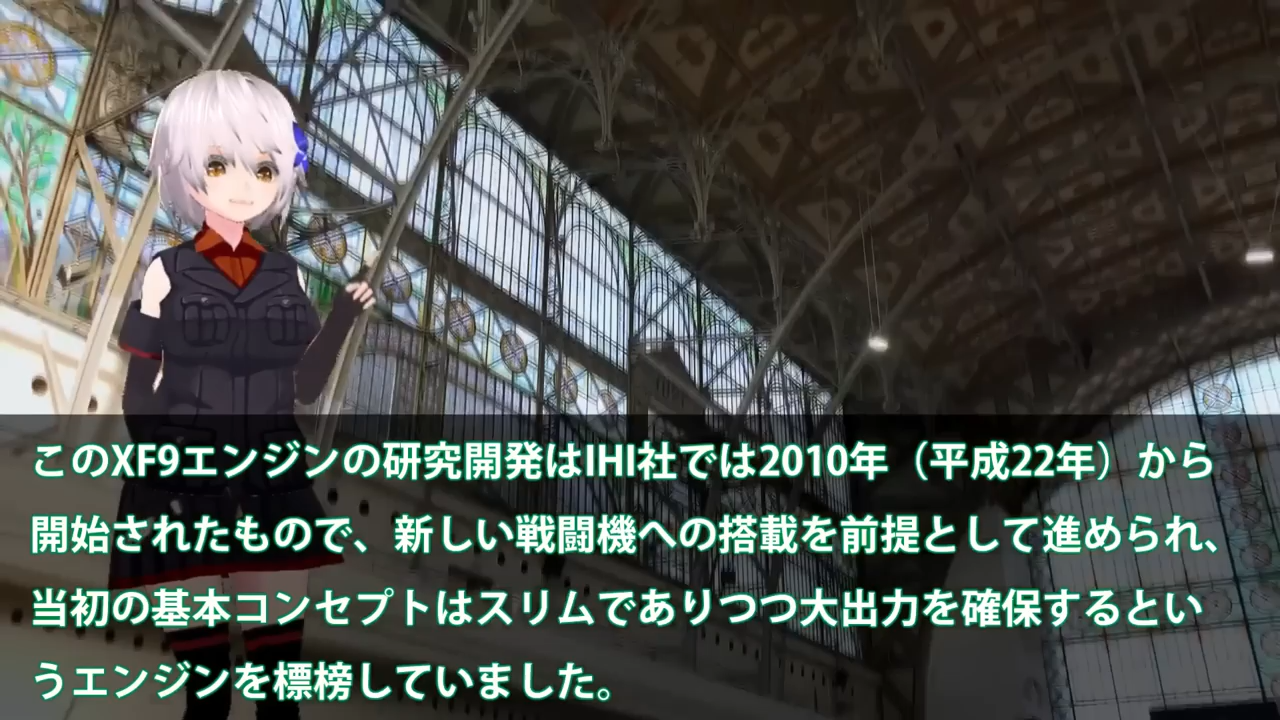 このXF9エンジンの研究開発はIHI社では2010年（平成22年）から
開始されたもので、新しい戦闘機への搭載を前提として進められ、
当初の基本コンセプトはスリムでありつつ大出力を確保するとい
うエンジンを標榜していました。